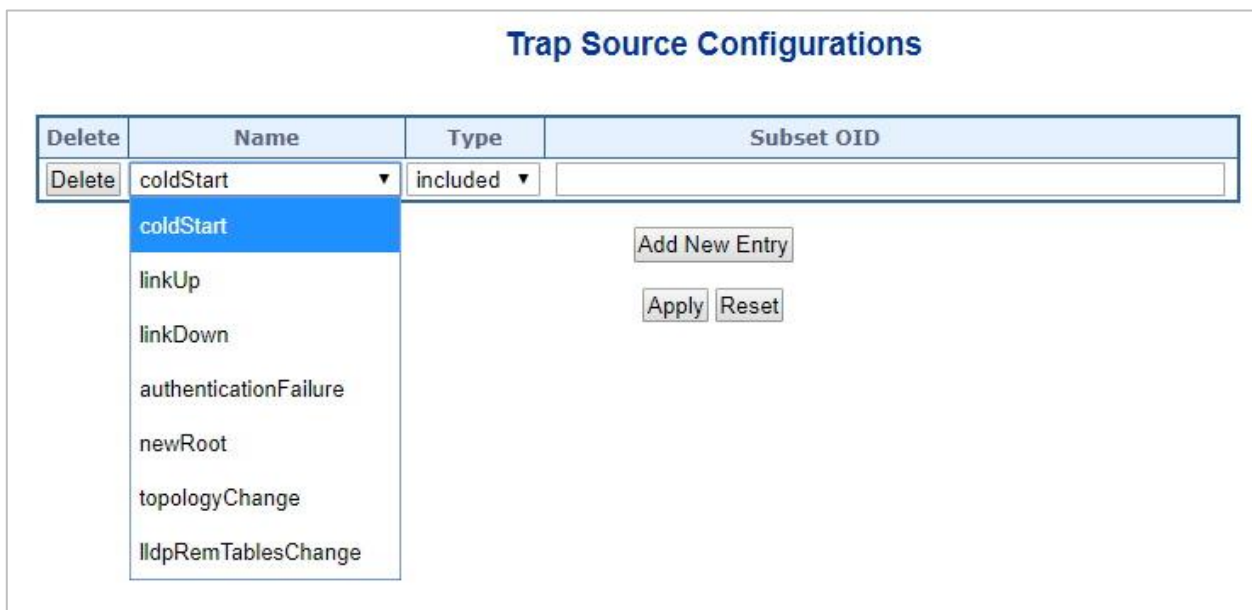 Trap Source Configurations
Delete Name Type Subset OID
Delete coldStart included
coldStart
linkUp
linkDown
authenticationFailure
newRoot
topologyChange
lldpRemTablesChange
Add New Entry
Apply Reset